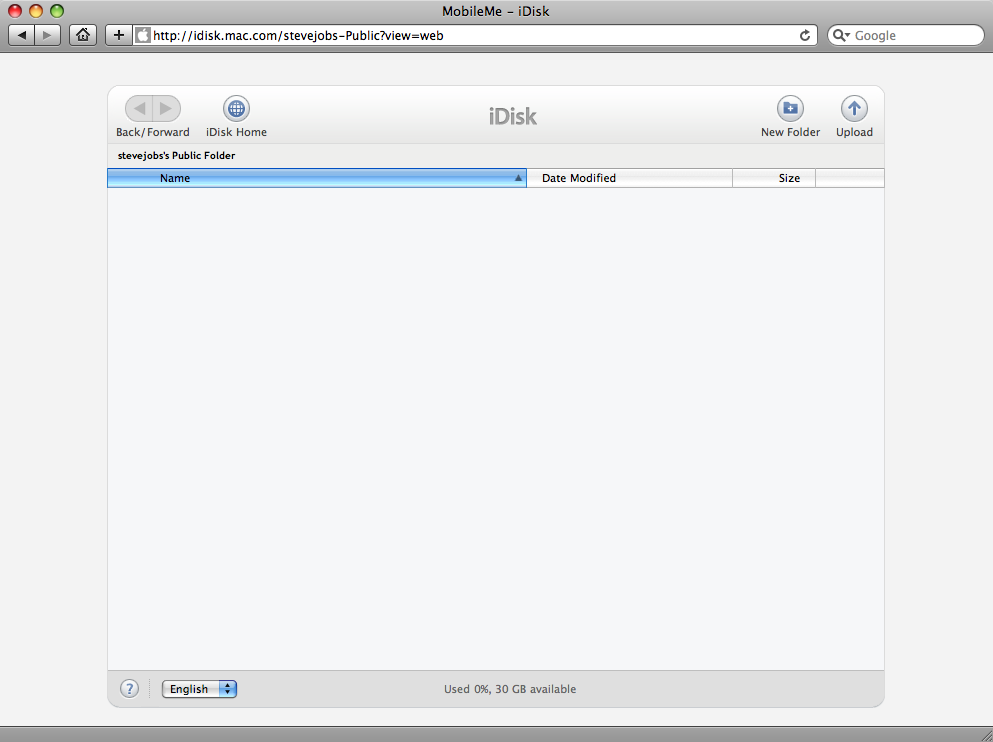 MobileMe – iDisk
http://idisk.mac.com/stevejobs-Public?view=web
Google
Back/Forward
iDisk Home
iDisk
New Folder
Upload
stevejobs's Public Folder
Name
Date Modified
Size
?
English
Used 0%, 30 GB available